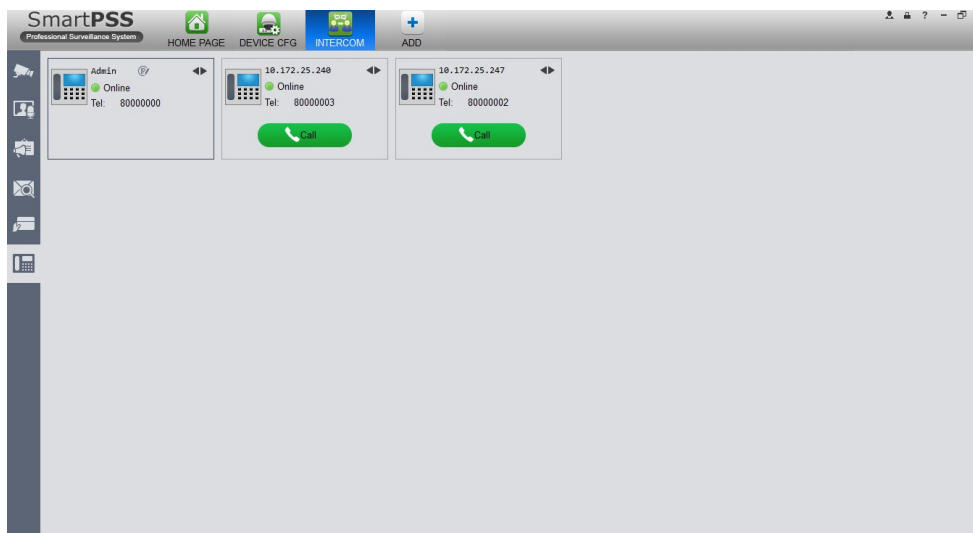 SmartPSS
Professional Surveillance System
HOME PAGE
DEVICE CFG
INTERCOM
ADD
Admin
Online
Tel: 80000000
10.172.25.240
Online
Tel: 80000003
Call
10.172.25.247
Online
Tel: 80000002
Call